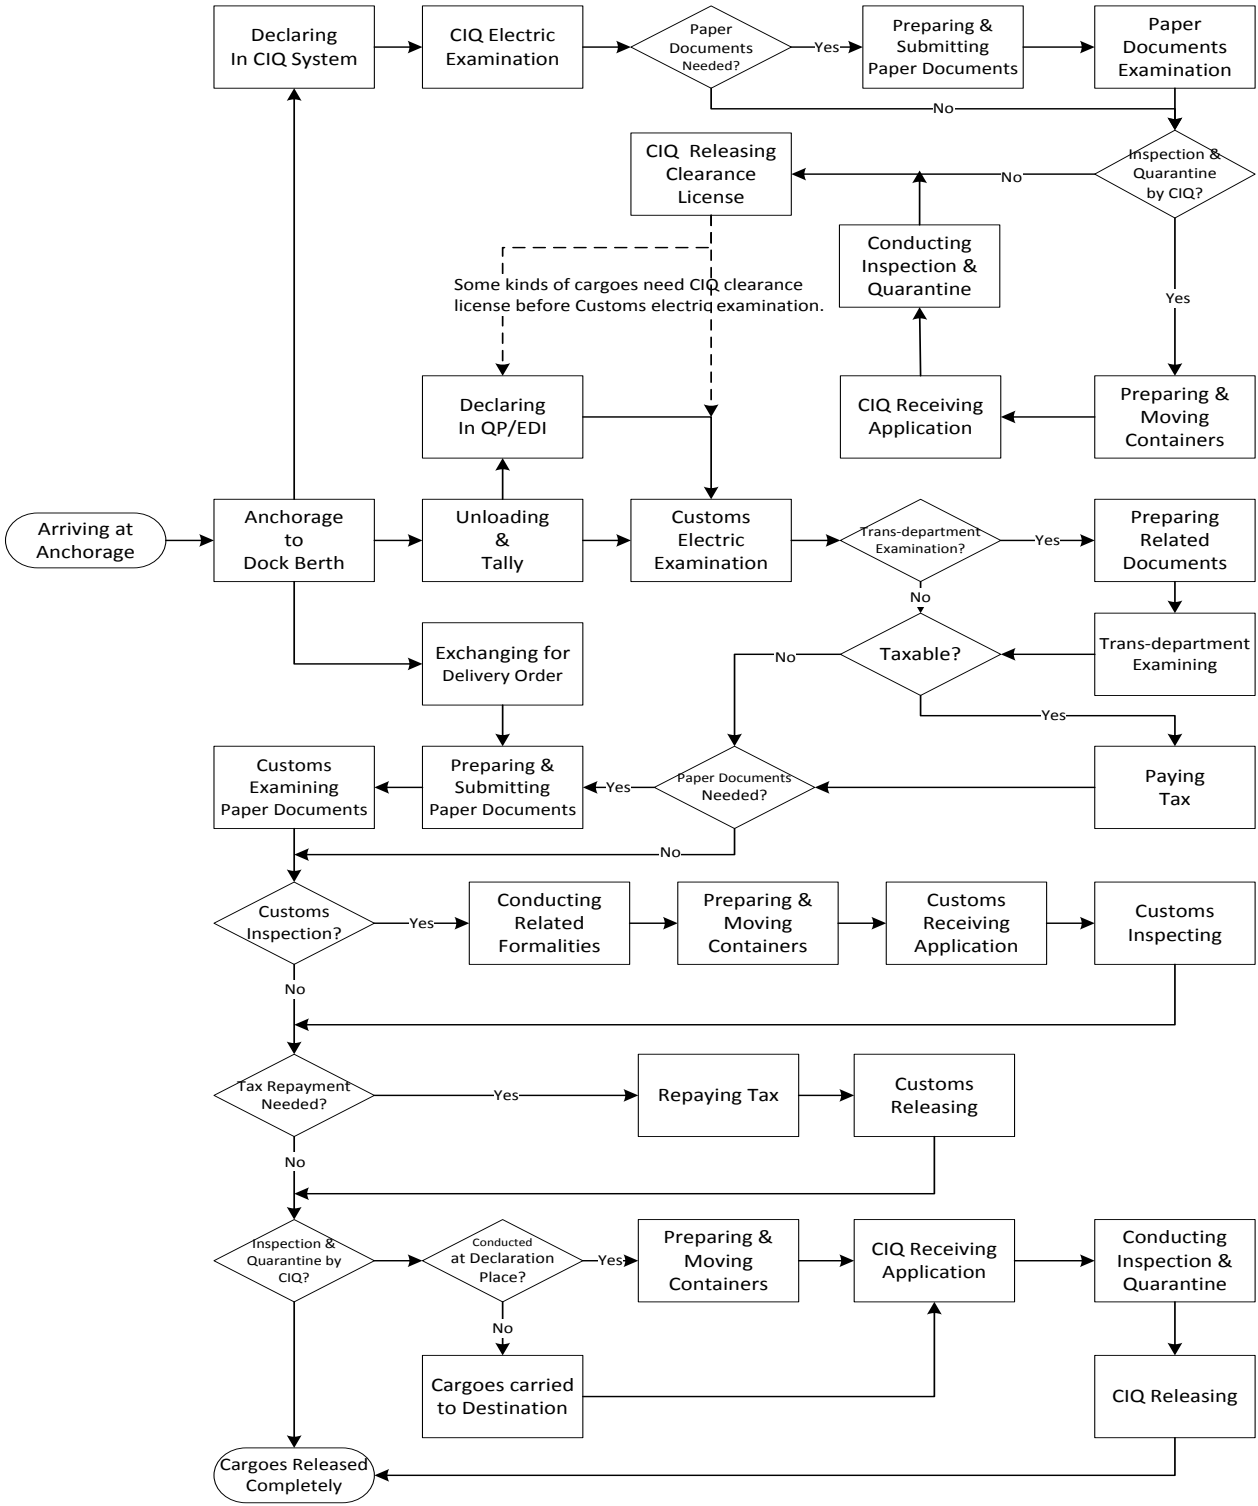 Declaring
In CIQ System
CIQ Electric
Examination
Paper
Documents
Needed?
Yes
Preparing &
Submitting
Paper Documents
Paper
Documents
Examination
No
CIQ Releasing
Clearance
License
No
Inspection &
Quarantine
by CIQ?
Conducting
Inspection &
Quarantine
Yes
Some kinds of cargoes need CIQ clearance
license before Customs electric examination.
Declaring
In QP/EDI
CIQ Receiving
Application
Preparing &
Moving
Containers
Arriving at
Anchorage
Anchorage
to
Dock Berth
Unloading
&
Tally
Customs
Electric
Examination
Trans-department
Examination?
Yes
Preparing
Related
Documents
No
Exchanging for
Delivery Order
No
Taxable?
Trans-department
Examining
Yes
Customs
Examining
Paper Documents
Preparing &
Submitting
Paper Documents
Yes
Paper Documents
Needed?
Paying
Tax
No
Customs
Inspection?
Yes
Conducting
Related
Formalities
Preparing &
Moving
Containers
Customs
Receiving
Application
Customs
Inspecting
No
Tax Repayment
Needed?
Yes
Repaying Tax
Customs
Releasing
No
Inspection &
Quarantine by
CIQ?
Conducted
at Declaration
Place?
Yes
Preparing &
Moving
Containers
CIQ Receiving
Application
Conducting
Inspection &
Quarantine
No
Cargoes carried
to Destination
CIQ Releasing
Cargoes Released
Completely